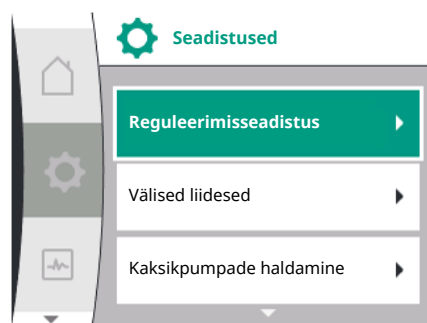 Seadistused
Reguleerimisseadistus
Välised liidesed
Kaksikpumpade haldamine